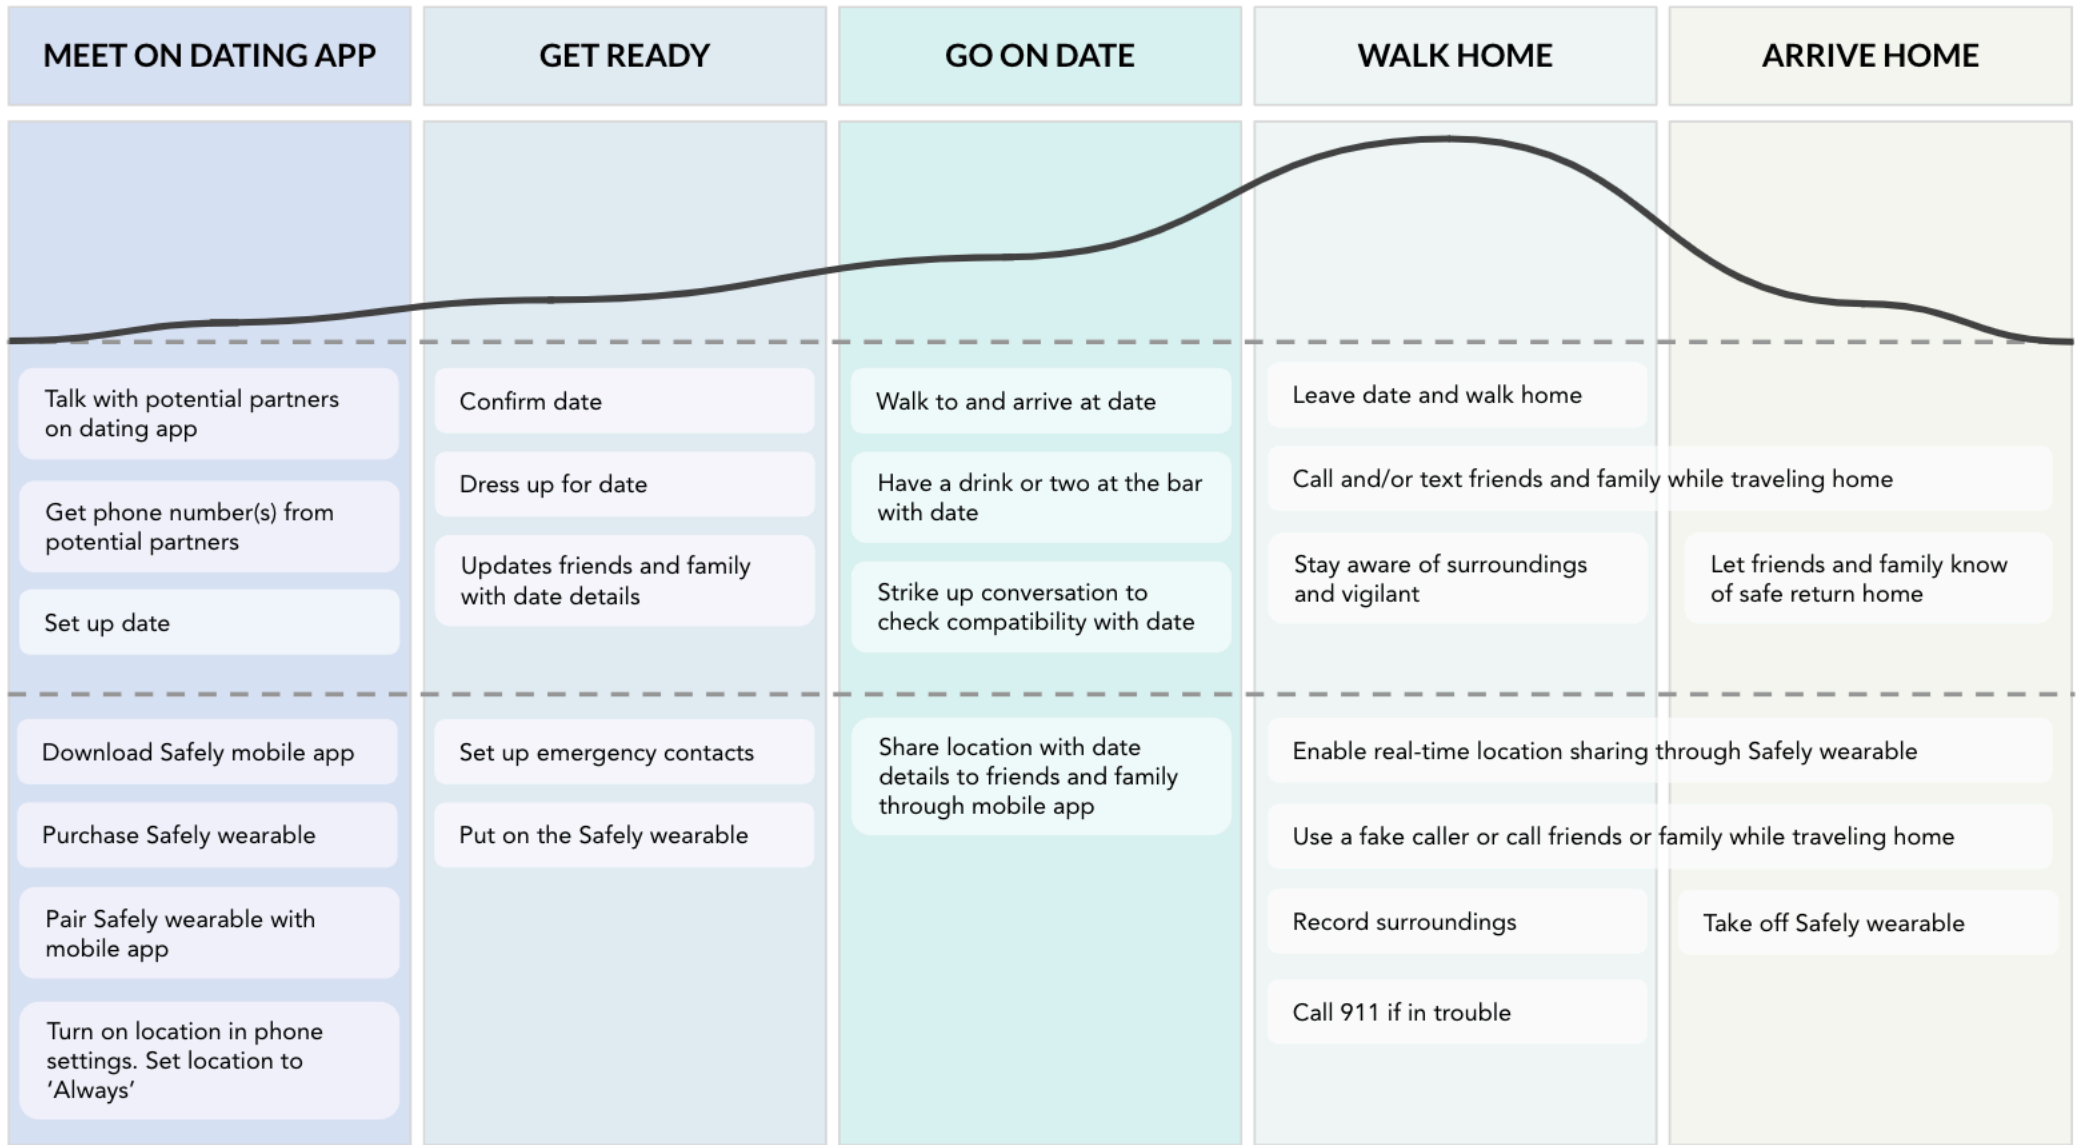 MEET ON DATING APP
GET READY
GO ON DATE
WALK HOME
ARRIVE HOME
Talk with potential partners
on dating app
Get phone number(s) from
potential partners
Set up date
Confirm date
Dress up for date
Updates friends and family
with date details
Walk to and arrive at date
Have a drink or two at the bar
with date
Strike up conversation to
check compatibility with date
Leave date and walk home
Call and/or text friends and family while traveling home
Stay aware of surroundings
and vigilant
Let friends and family know
of safe return home
Download Safely mobile app
Purchase Safely wearable
Pair Safely wearable with
mobile app
Turn on location in phone
settings. Set location to
‘Always’
Set up emergency contacts
Put on the Safely wearable
Share location with date
details to friends and family
through mobile app
Enable real-time location sharing through Safely wearable
Use a fake caller or call friends or family while traveling home
Record surroundings
Call 911 if in trouble
Take off Safely wearable